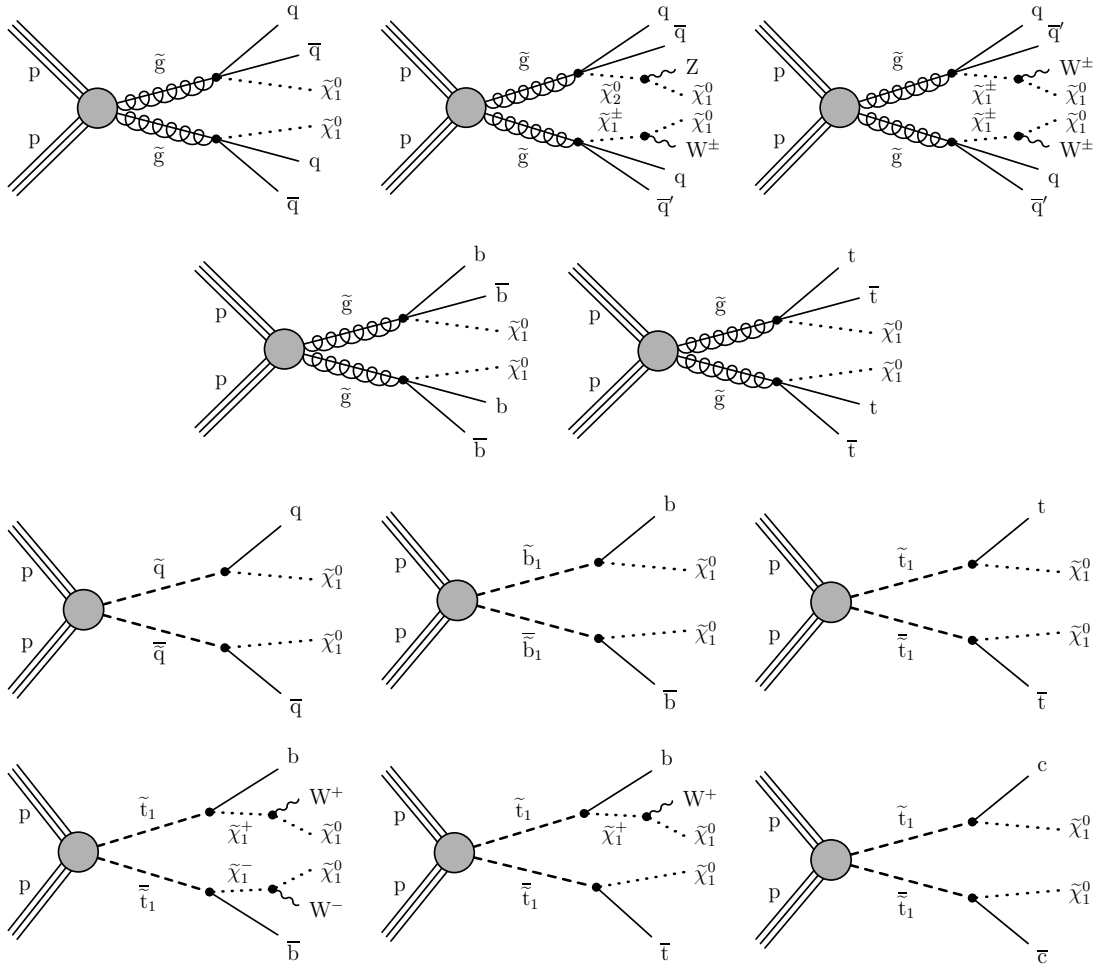 p p g̃ g̃ q q̄ χ̃₁⁰ χ̃₁⁰ q q̄
p p g̃ g̃ q q̄ Z χ̃₂⁰ χ̃₁⁰ χ̃₁± χ̃₁⁰ W± q q̄′
p p g̃ g̃ q q̄′ W± χ̃₁± χ̃₁⁰ χ̃₁± χ̃₁⁰ W± q q̄′
p p g̃ g̃ b b̄ χ̃₁⁰ χ̃₁⁰ b b̄
p p g̃ g̃ t t̄ χ̃₁⁰ χ̃₁⁰ t t̄
p p q̃ q̃̄ q χ̃₁⁰ χ̃₁⁰ q̄
p p b̃₁ b̃̄₁ b χ̃₁⁰ χ̃₁⁰ b̄
p p t̃₁ t̃̄₁ t χ̃₁⁰ χ̃₁⁰ t̄
p p t̃₁ t̃̄₁ b W⁺ χ̃₁⁺ χ̃₁⁰ χ̃₁⁻ χ̃₁⁰ W⁻ b̄
p p t̃₁ t̃̄₁ b W⁺ χ̃₁⁺ χ̃₁⁰ χ̃₁⁰ t̄
p p t̃₁ t̃̄₁ c χ̃₁⁰ χ̃₁⁰ c̄